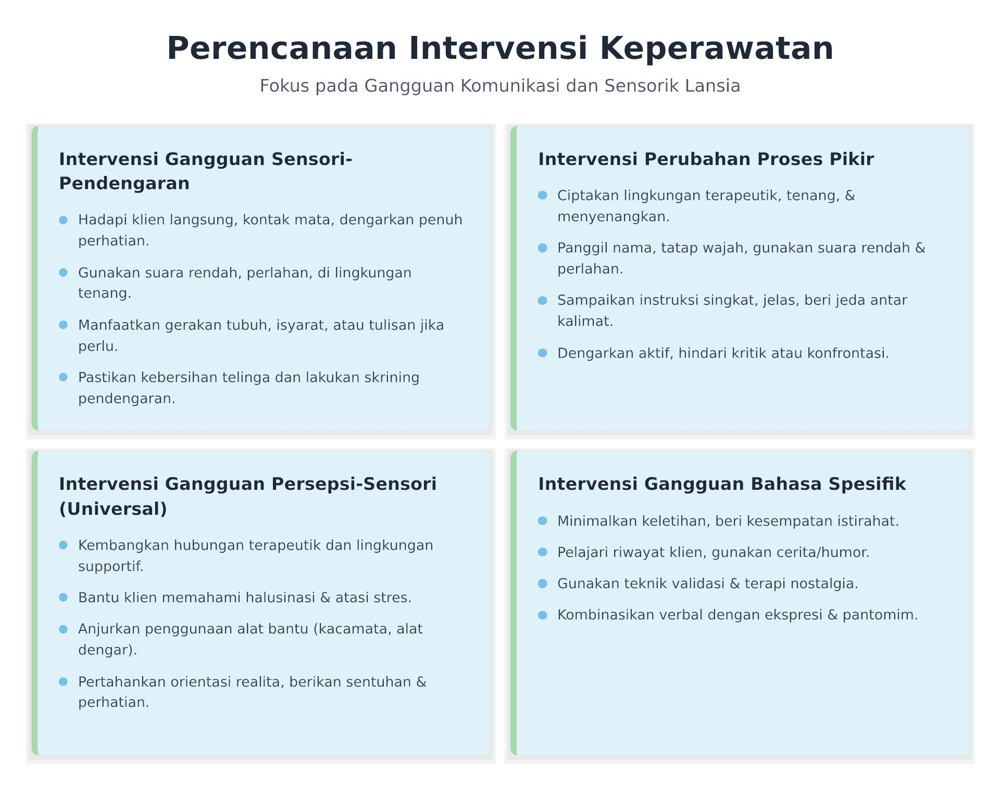 Perencanaan Intervensi Keperawatan
Fokus pada Gangguan Komunikasi dan Sensorik Lansia
Intervensi Gangguan Sensori-
Pendengaran
Hadapi klien langsung, kontak mata, dengarkan penuh
perhatian.
Gunakan suara rendah, perlahan, di lingkungan
tenang.
Manfaatkan gerakan tubuh, isyarat, atau tulisan jika
perlu.
Pastikan kebersihan telinga dan lakukan skrining
pendengaran.
Intervensi Perubahan Proses Pikir
Ciptakan lingkungan terapeutik, tenang, &
menyenangkan.
Panggil nama, tatap wajah, gunakan suara rendah &
perlahan.
Sampaikan instruksi singkat, jelas, beri jeda antar
kalimat.
Dengarkan aktif, hindari kritik atau konfrontasi.
Intervensi Gangguan Persepsi-Sensori
(Universal)
Kembangkan hubungan terapeutik dan lingkungan
supportif.
Bantu klien memahami halusinasi & atasi stres.
Anjurkan penggunaan alat bantu (kacamata, alat
dengar).
Pertahankan orientasi realita, berikan sentuhan &
perhatian.
Intervensi Gangguan Bahasa Spesifik
Minimalkan keletihan, beri kesempatan istirahat.
Pelajari riwayat klien, gunakan cerita/humor.
Gunakan teknik validasi & terapi nostalgia.
Kombinasikan verbal dengan ekspresi & pantomim.